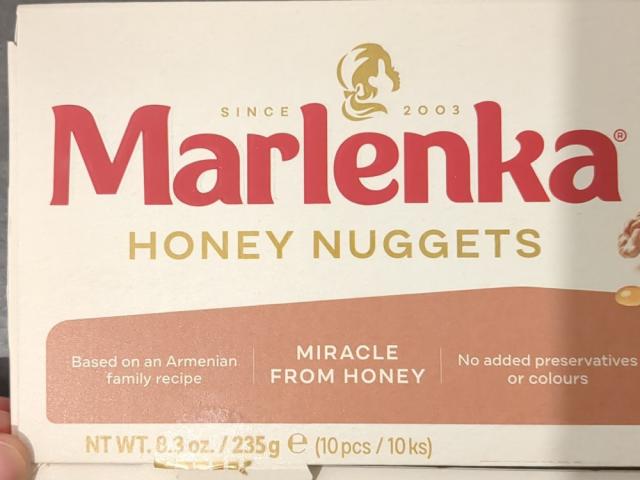 SINCE 2003
Marlenka®
HONEY NUGGETS
Based on an Armenian
family recipe
MIRACLE
FROM HONEY
No added preservatives
or colours
NT WT. 8.3 oz. / 235g ℮ (10 pcs / 10 ks)